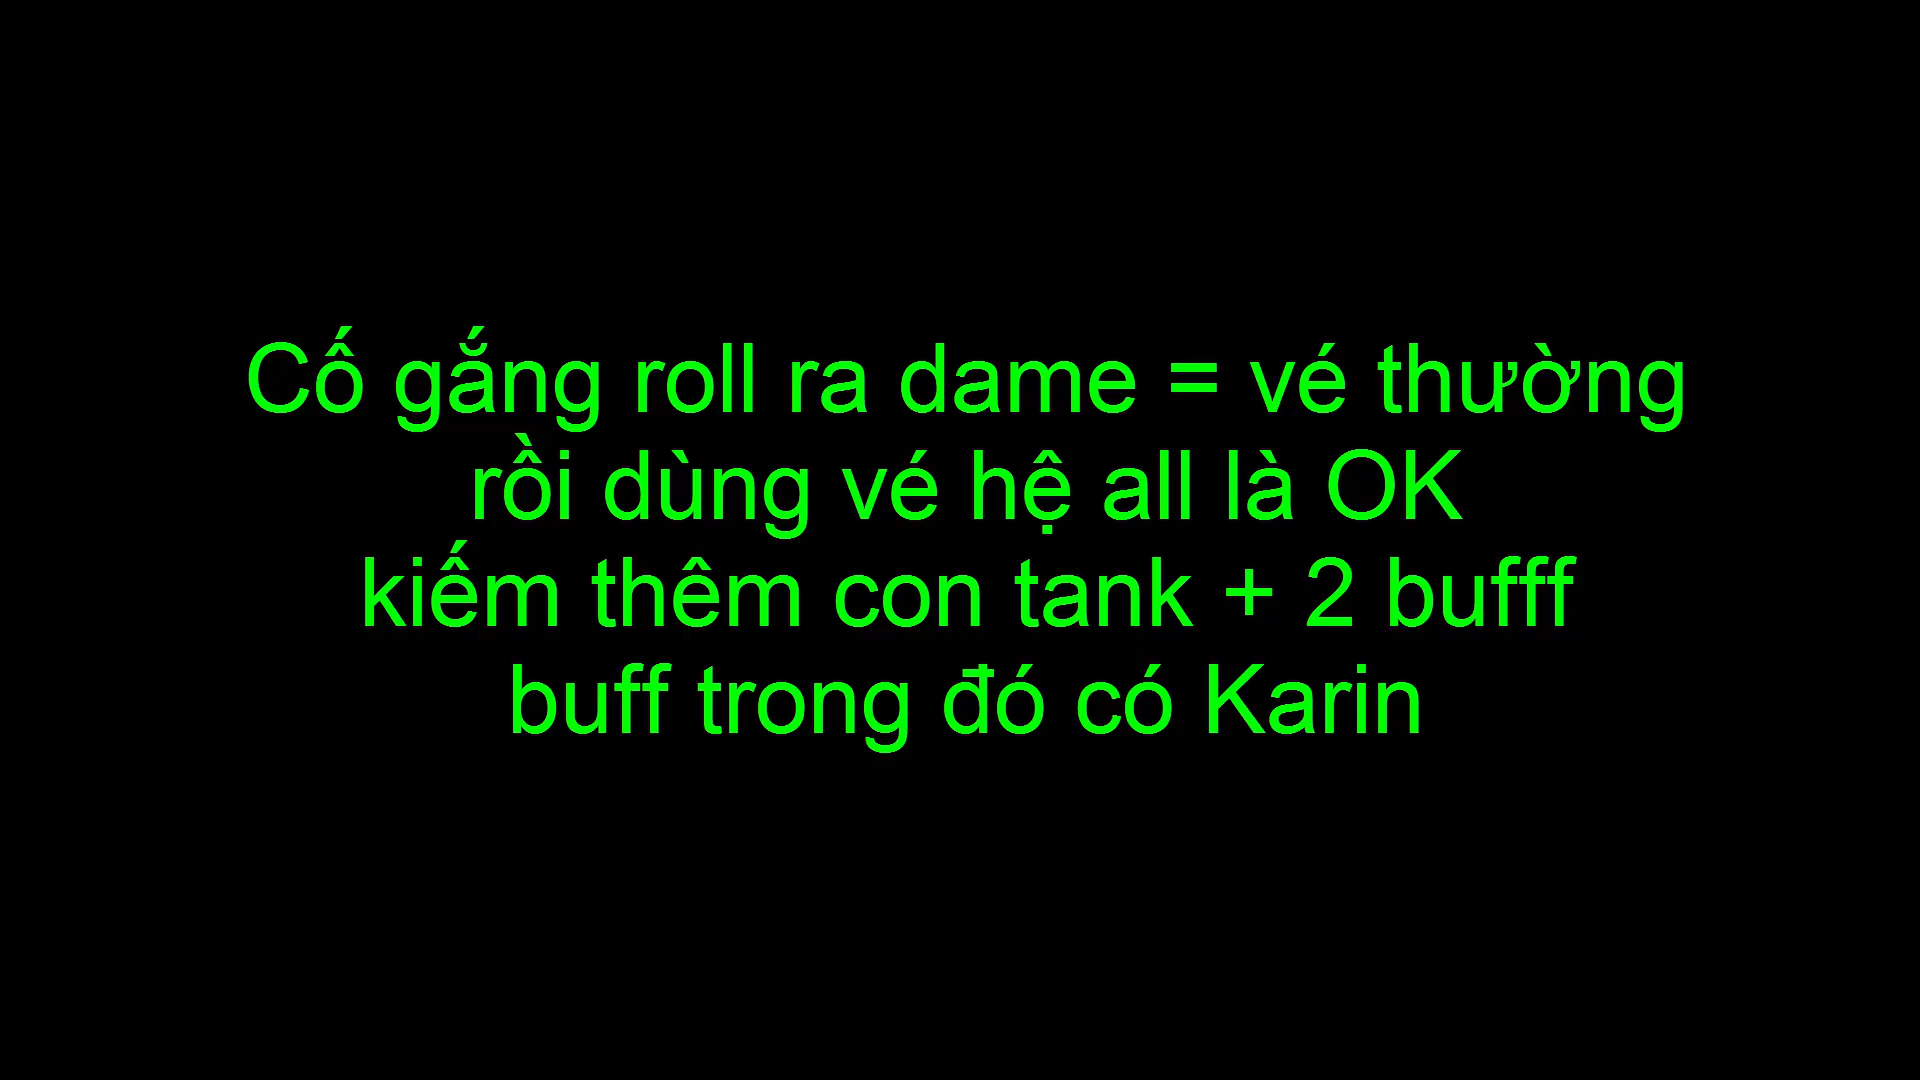 Cố gắng roll ra dame = vé thường
rồi dùng vé hệ all là OK
kiếm thêm con tank + 2 bufff
buff trong đó có Karin